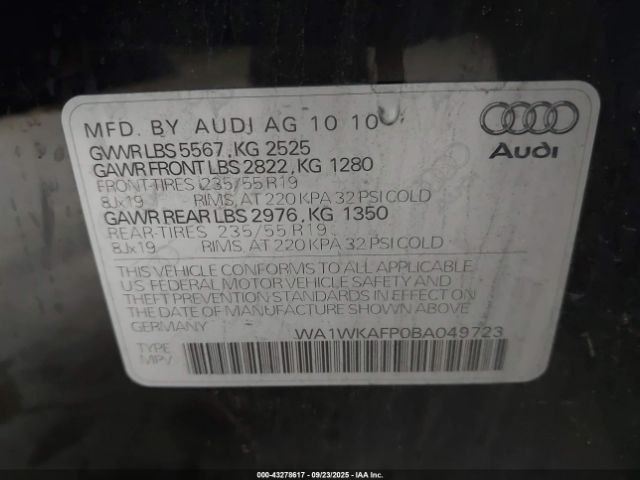 MFD. BY AUDI AG 10 10
GVWR LBS 5567, KG 2525
GAWR FRONT LBS 2822, KG 1280
FRONT-TIRES 235/55 R19
8Jx19 RIMS, AT 220 KPA 32 PSI COLD
GAWR REAR LBS 2976, KG 1350
REAR-TIRES 235/55 R19
8Jx19 RIMS, AT 220 KPA 32 PSI COLD
Audi
THIS VEHICLE CONFORMS TO ALL APPLICABLE
US FEDERAL MOTOR VEHICLE SAFETY AND
THEFT PREVENTION STANDARDS IN EFFECT ON
THE DATE OF MANUFACTURE SHOWN ABOVE
GERMANY
WA1WKAFP0BA049723
TYPE:
MPV
000-43278617 - 09/23/2025 - IAAI.COM